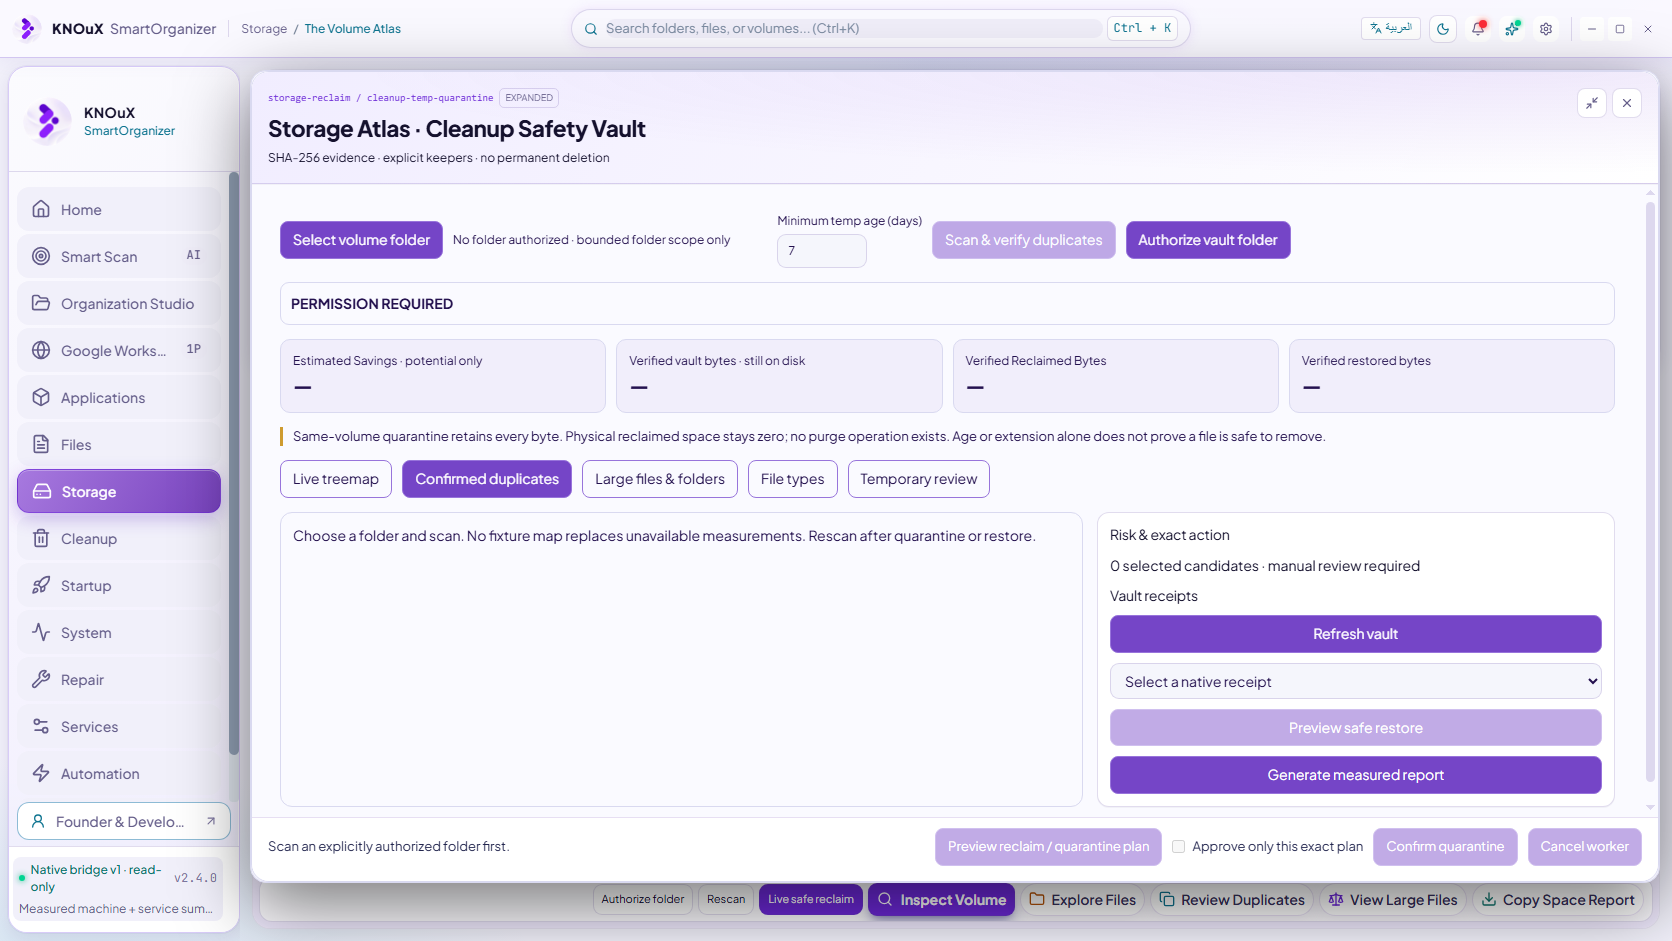 KNOuX SmartOrganizer
Storage / The Volume Atlas
Search folders, files, or volumes... (Ctrl+K)
Ctrl + K
العربية
KNOuX
SmartOrganizer
Home
Smart Scan AI
Organization Studio
Google Works... 1P
Applications
Files
Storage
Cleanup
Startup
System
Repair
Services
Automation
Founder & Develo...
Native bridge v1 · read-only v2.4.0
Measured machine + service sum...
storage-reclaim / cleanup-temp-quarantine EXPANDED
Storage Atlas · Cleanup Safety Vault
SHA-256 evidence · explicit keepers · no permanent deletion
Select volume folder
No folder authorized · bounded folder scope only
Minimum temp age (days)
7
Scan & verify duplicates
Authorize vault folder
PERMISSION REQUIRED
Estimated Savings · potential only
—
Verified vault bytes · still on disk
—
Verified Reclaimed Bytes
—
Verified restored bytes
—
Same-volume quarantine retains every byte. Physical reclaimed space stays zero; no purge operation exists. Age or extension alone does not prove a file is safe to remove.
Live treemap
Confirmed duplicates
Large files & folders
File types
Temporary review
Choose a folder and scan. No fixture map replaces unavailable measurements. Rescan after quarantine or restore.
Risk & exact action
0 selected candidates · manual review required
Vault receipts
Refresh vault
Select a native receipt
Preview safe restore
Generate measured report
Scan an explicitly authorized folder first.
Preview reclaim / quarantine plan
Approve only this exact plan
Confirm quarantine
Cancel worker
Authorize folder
Rescan
Live safe reclaim
Inspect Volume
Explore Files
Review Duplicates
View Large Files
Copy Space Report